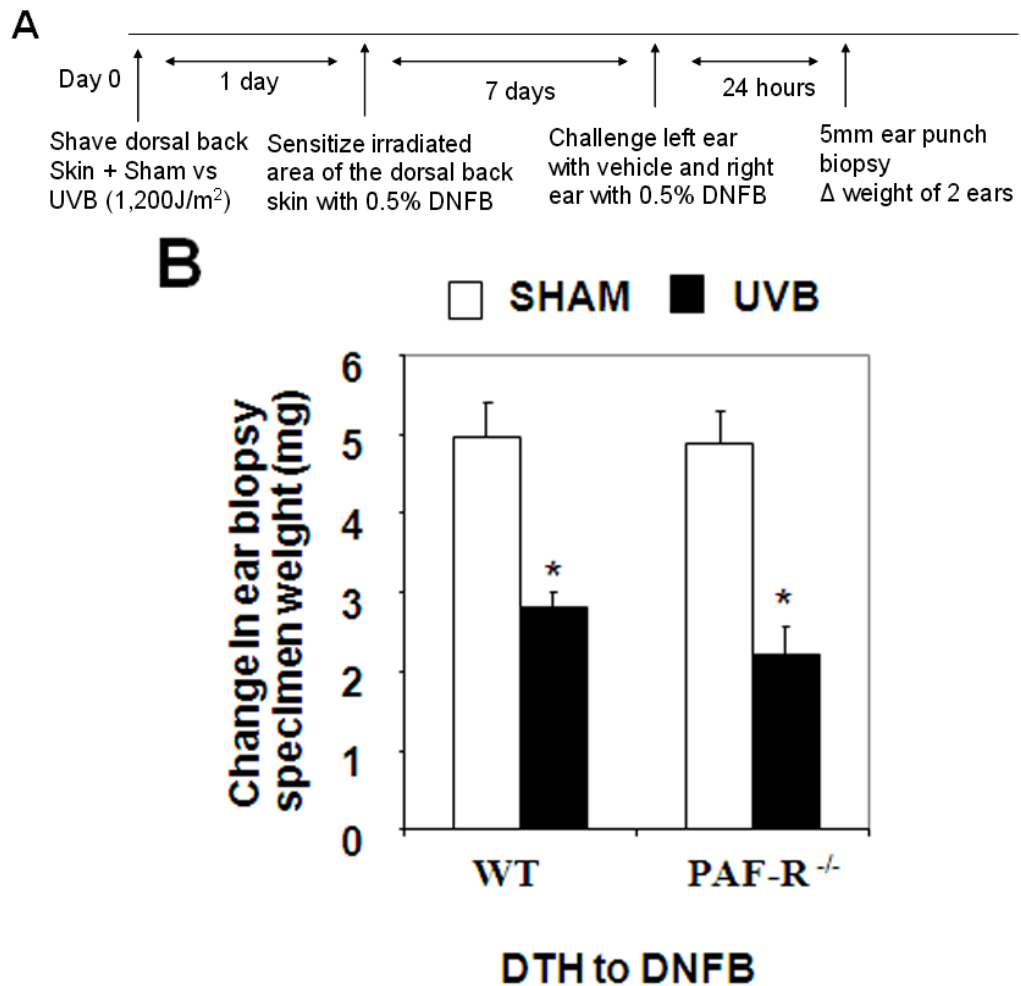 A
Day 0
1 day
7 days
24 hours
Shave dorsal back
Skin + Sham vs
UVB (1,200J/m²)
Sensitize irradiated
area of the dorsal back
skin with 0.5% DNFB
Challenge left ear
with vehicle and right
ear with 0.5% DNFB
5mm ear punch
biopsy
Δ weight of 2 ears
B
SHAM
UVB
Change In ear biopsy
specimen weight (mg)
6
5
4
3
2
1
0
*
*
WT
PAF-R -/-
DTH to DNFB